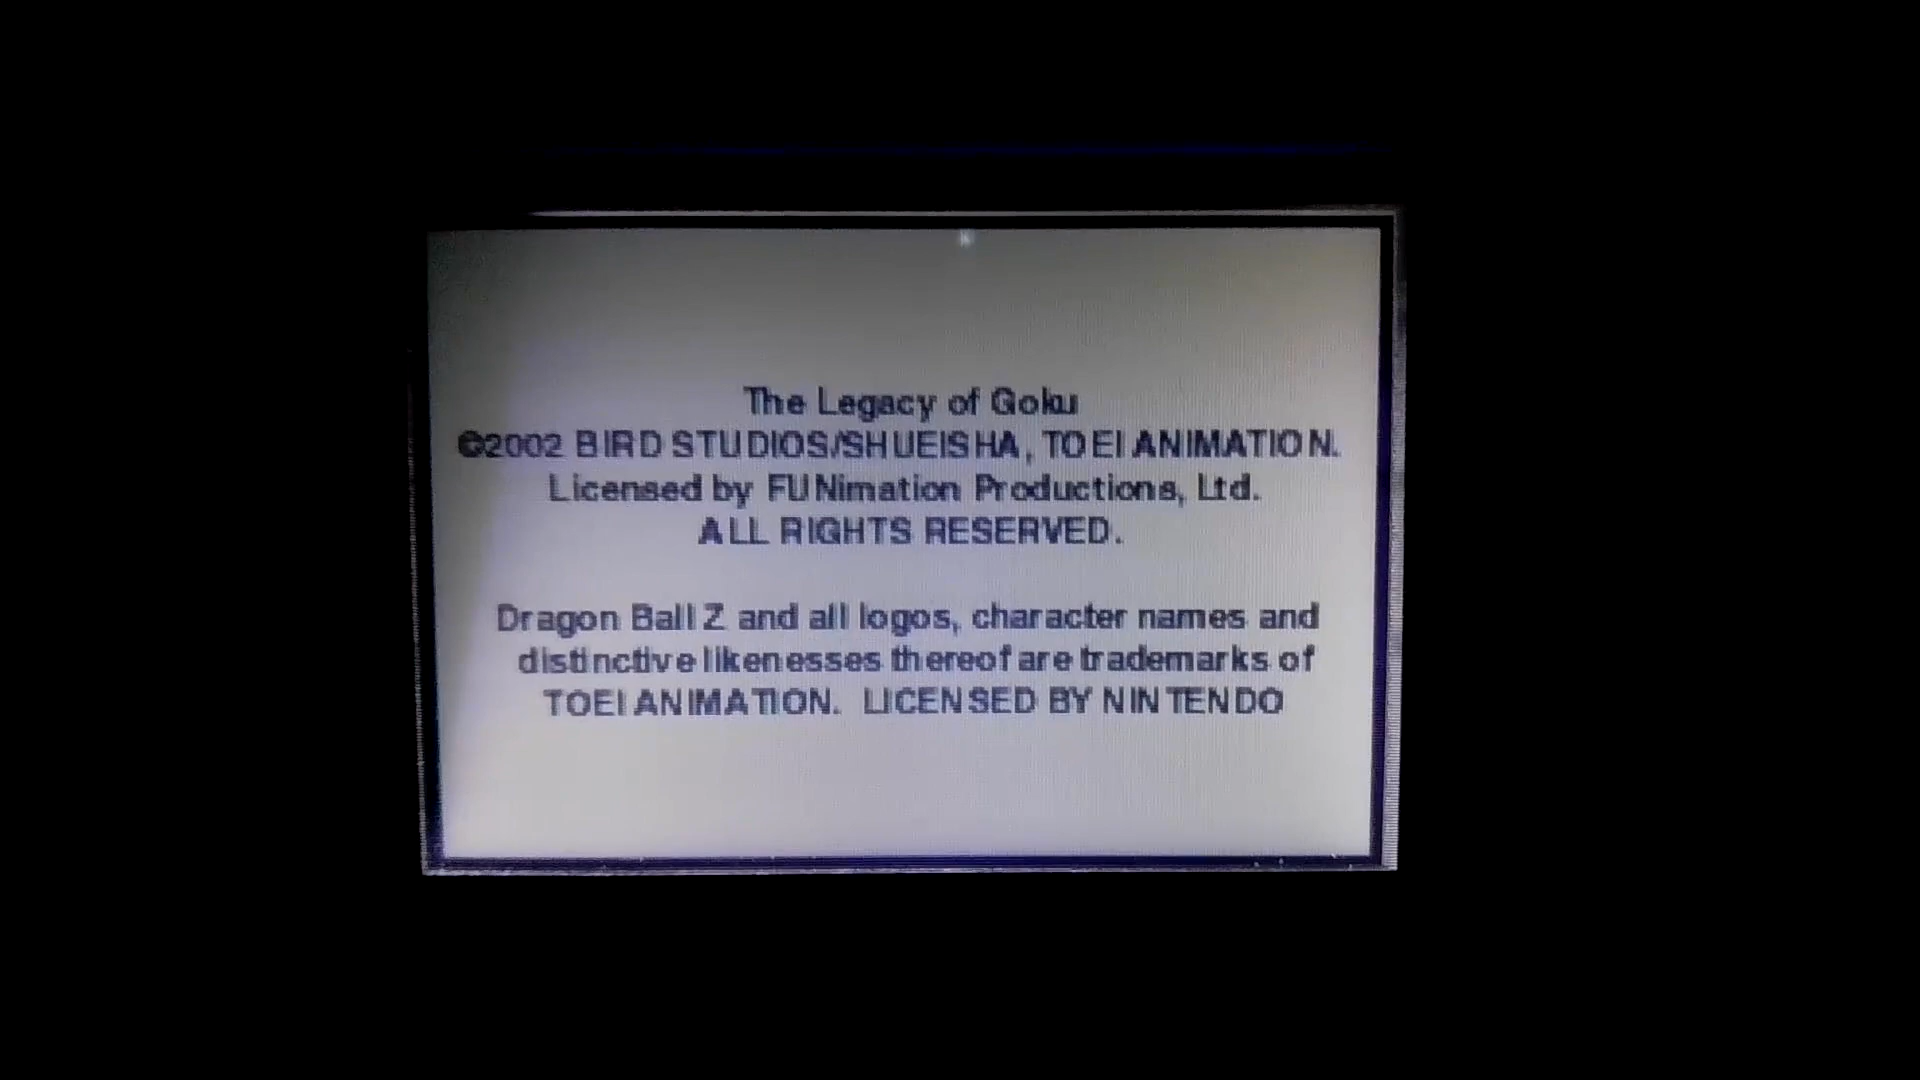 The Legacy of Goku
©2002 BIRD STUDIOS/SHUEISHA, TOEI ANIMATION.
Licensed by FUNimation Productions, Ltd.
ALL RIGHTS RESERVED.
Dragon Ball Z and all logos, character names and
distinctive likenesses thereof are trademarks of
TOEI ANIMATION. LICENSED BY NINTENDO